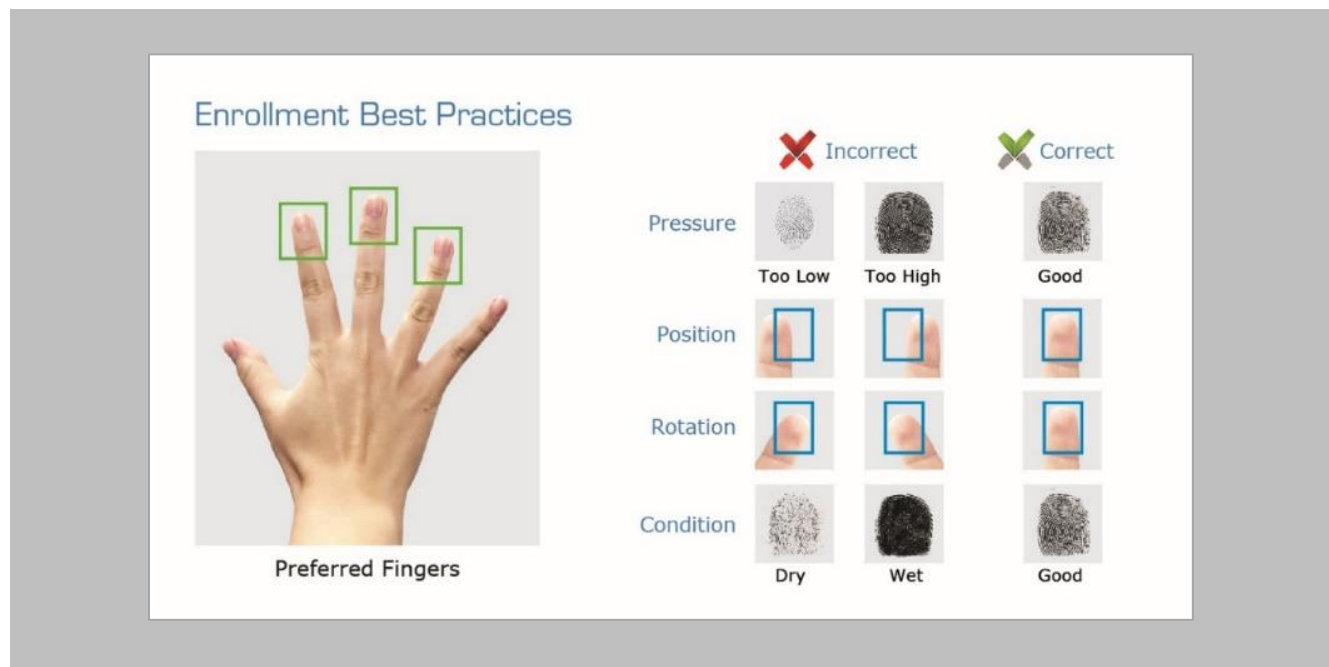 Enrollment Best Practices
Incorrect
Correct
Pressure
Too Low
Too High
Good
Position
Rotation
Condition
Dry
Wet
Good
Preferred Fingers